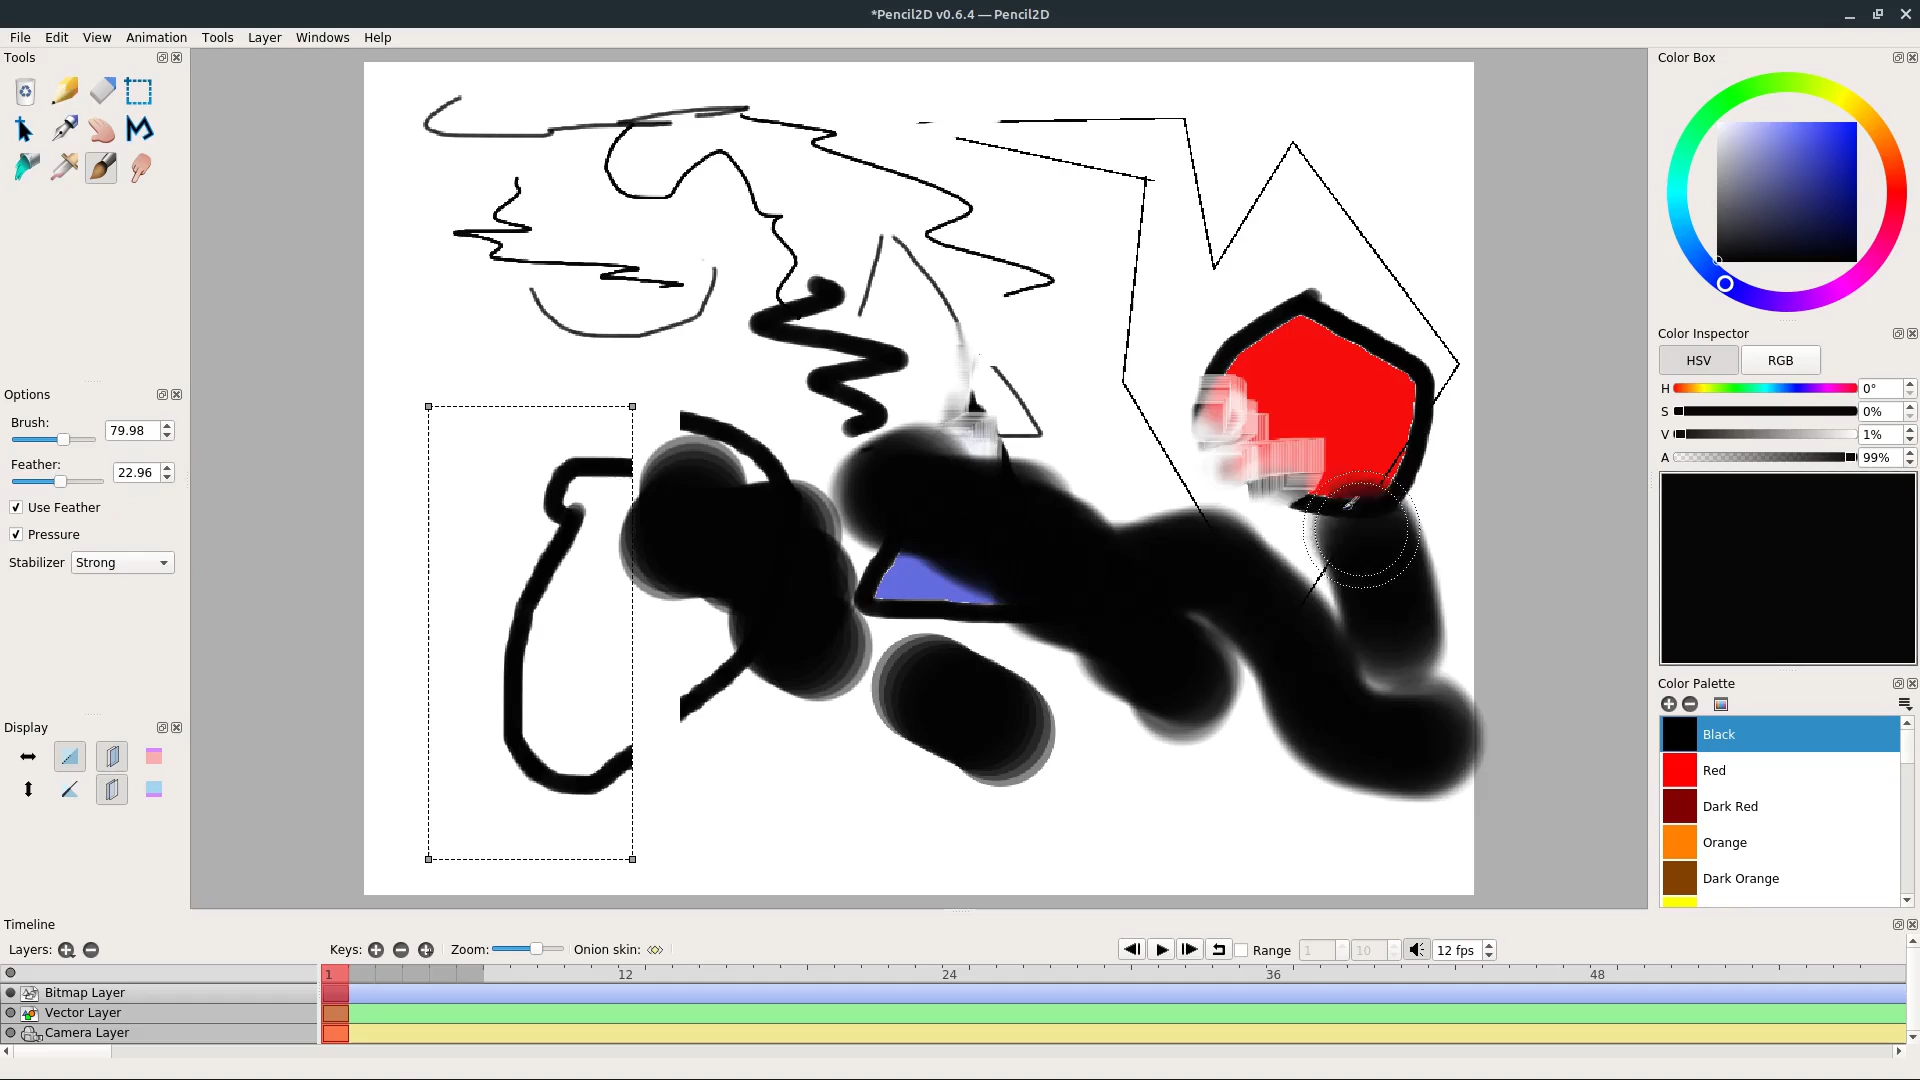 *Pencil2D v0.6.4 — Pencil2D
File Edit View Animation Tools Layer Windows Help
Tools
Options
Brush:
79.98
Feather:
22.96
Use Feather
Pressure
Stabilizer Strong
Display
Color Box
Color Inspector
HSV RGB
H 0°
S 0%
V 1%
A 99%
Color Palette
Black
Red
Dark Red
Orange
Dark Orange
Timeline
Layers: Keys: Zoom: Onion skin: Range 1 10 12 fps
1 12 24 36 48
Bitmap Layer
Vector Layer
Camera Layer